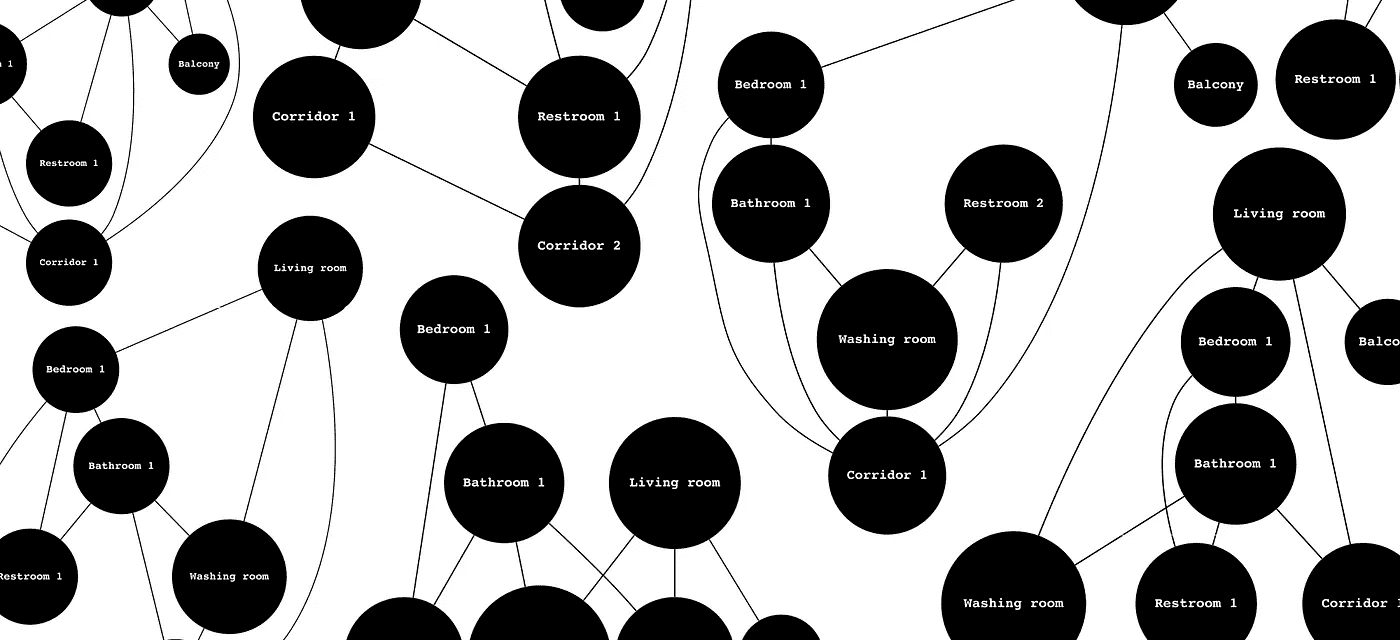 1
Balcony
Restroom 1
Corridor 1
Corridor 1
Restroom 1
Corridor 2
Bedroom 1
Bathroom 1
Restroom 2
Washing room
Corridor 1
Balcony
Restroom 1
Living room
Bedroom 1
Balco
Bathroom 1
Washing room
Restroom 1
Corridor 1
Living room
Bedroom 1
Bathroom 1
Restroom 1
Washing room
Bedroom 1
Bathroom 1
Living room